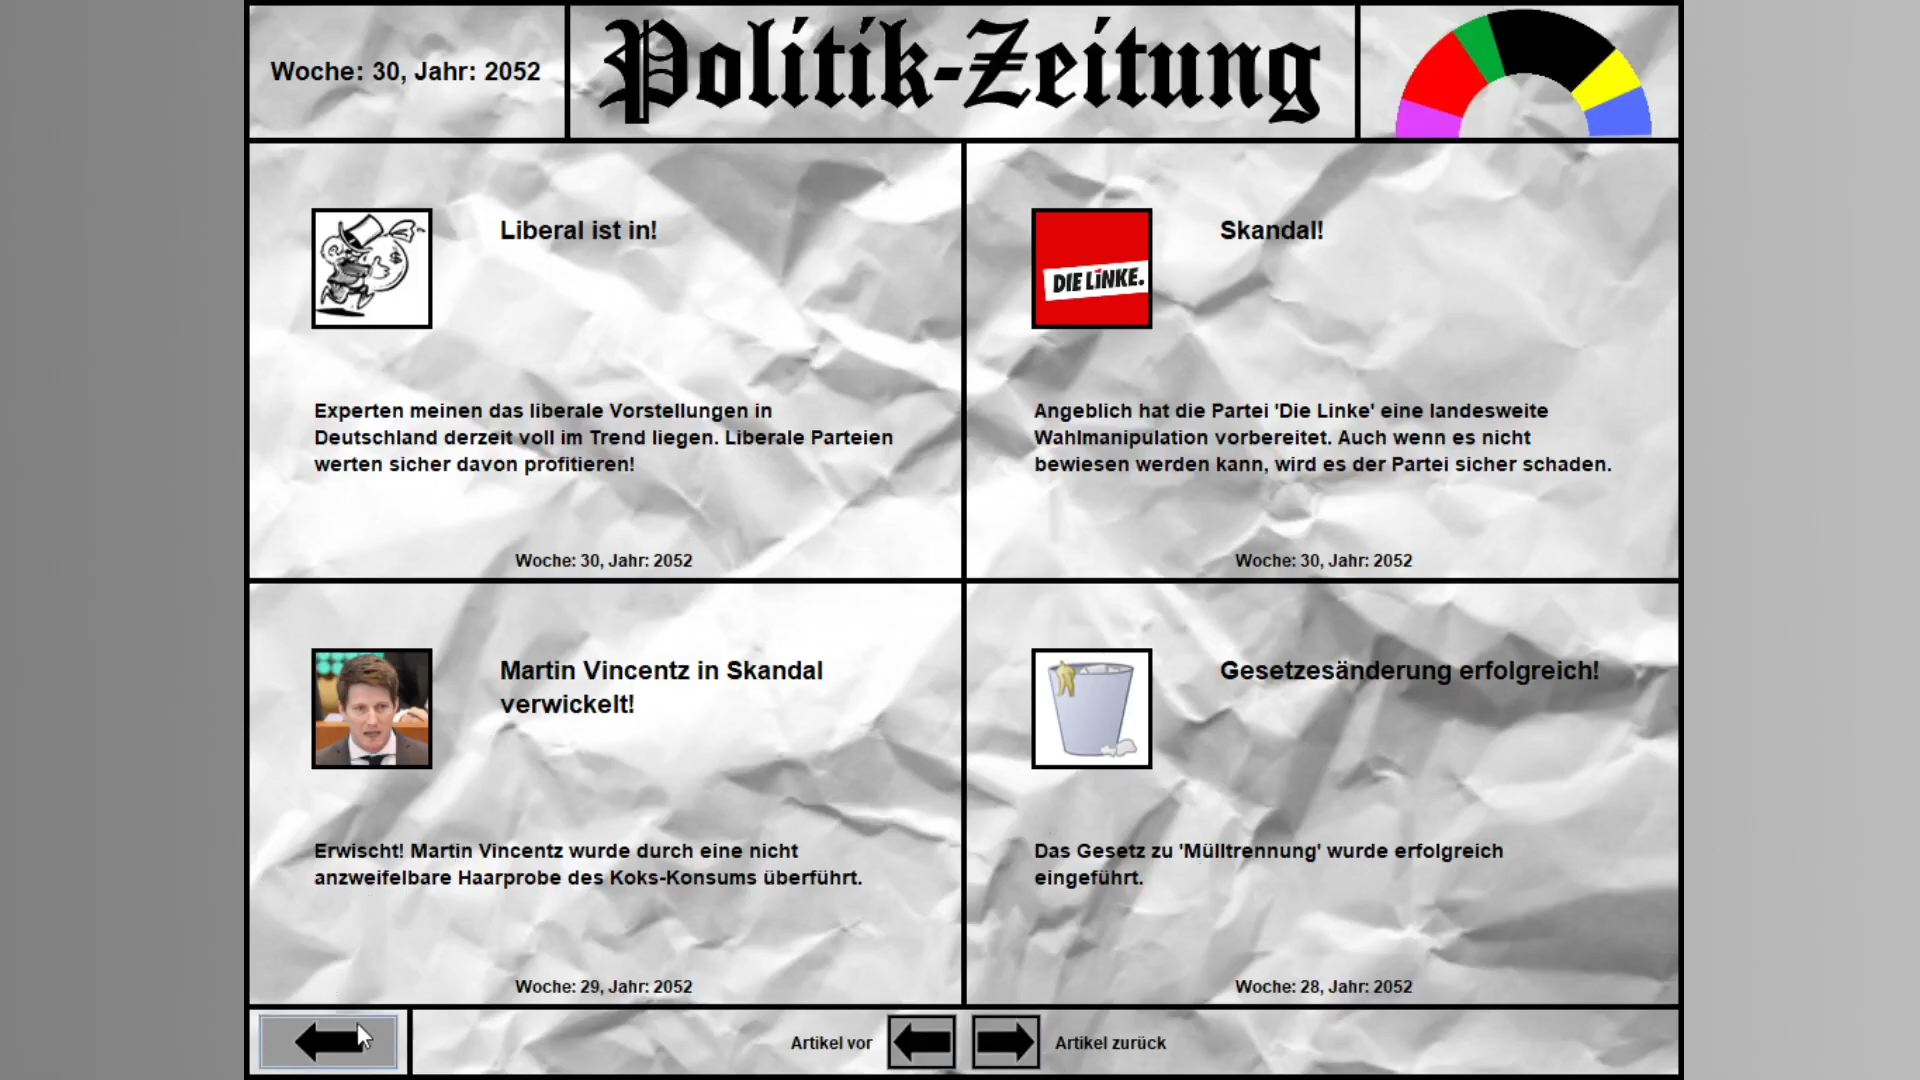 Woche: 30, Jahr: 2052
Politik-Zeitung
Liberal ist in!
Experten meinen das liberale Vorstellungen in
Deutschland derzeit voll im Trend liegen. Liberale Parteien
werten sicher davon profitieren!
Woche: 30, Jahr: 2052
DIE LINKE.
Skandal!
Angeblich hat die Partei 'Die Linke' eine landesweite
Wahlmanipulation vorbereitet. Auch wenn es nicht
bewiesen werden kann, wird es der Partei sicher schaden.
Woche: 30, Jahr: 2052
Martin Vincentz in Skandal
verwickelt!
Erwischt! Martin Vincentz wurde durch eine nicht
anzweifelbare Haarprobe des Koks-Konsums überführt.
Woche: 29, Jahr: 2052
Gesetzesänderung erfolgreich!
Das Gesetz zu 'Mülltrennung' wurde erfolgreich
eingeführt.
Woche: 28, Jahr: 2052
Artikel vor
Artikel zurück